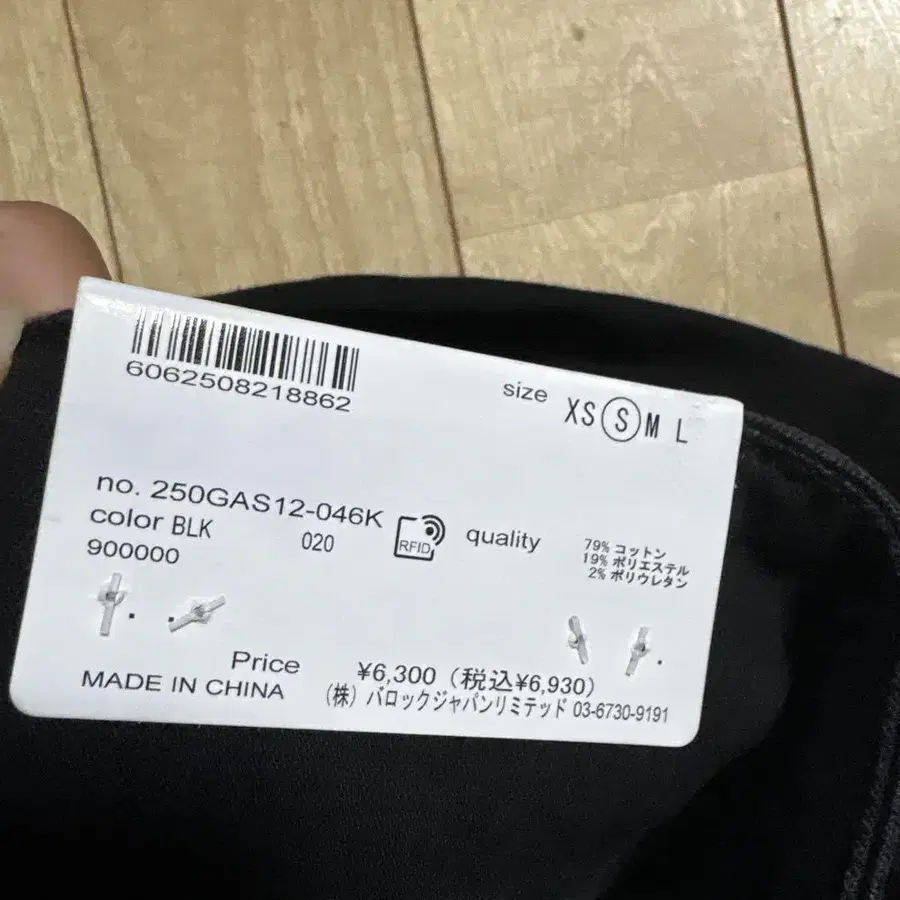 6062508218862
size XS S M L
no. 250GAS12-046K
color BLK 020
900000
RFID
quality
79% コットン
19% ポリエステル
2% ポリウレタン
Price ¥6,300（税込¥6,930）
MADE IN CHINA
（株）バロックジャパンリミテッド 03-6730-9191